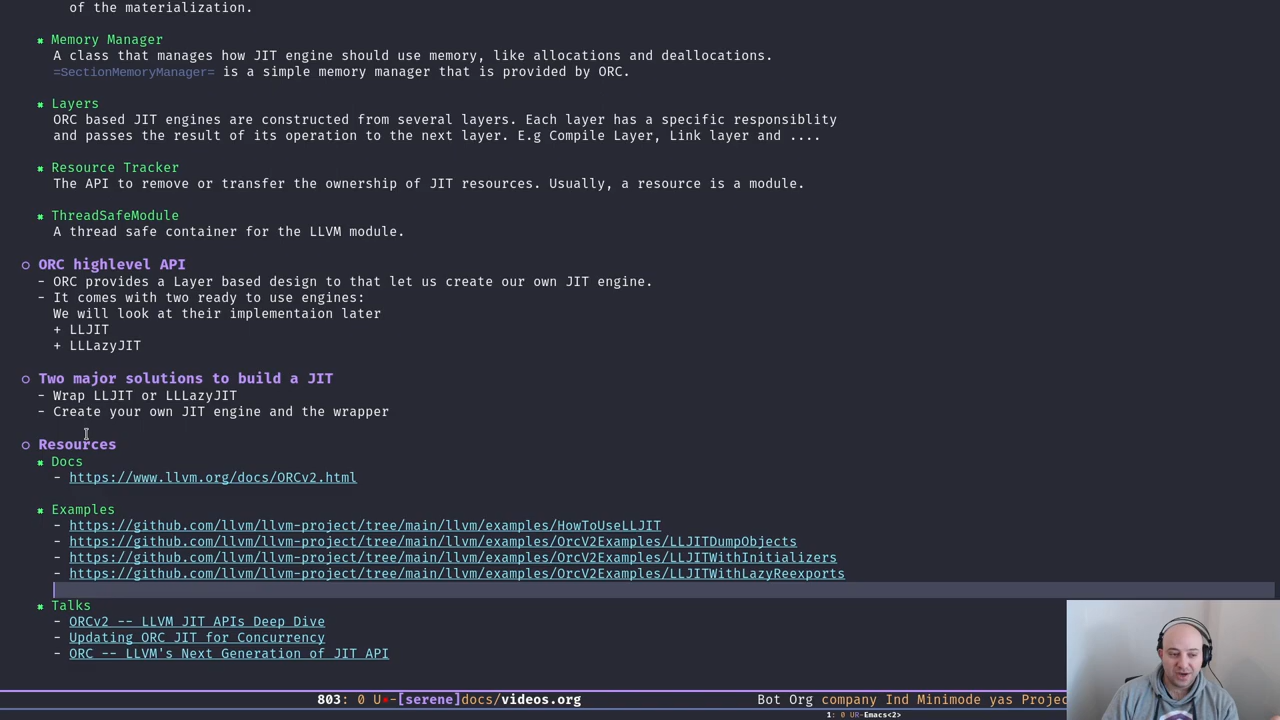 of the materialization.
✖ Memory Manager
A class that manages how JIT engine should use memory, like allocations and deallocations.
=SectionMemoryManager= is a simple memory manager that is provided by ORC.
✖ Layers
ORC based JIT engines are constructed from several layers. Each layer has a specific responsiblity
and passes the result of its operation to the next layer. E.g Compile Layer, Link layer and ....
✖ Resource Tracker
The API to remove or transfer the ownership of JIT resources. Usually, a resource is a module.
✖ ThreadSafeModule
A thread safe container for the LLVM module.
○ ORC highlevel API
- ORC provides a Layer based design to that let us create our own JIT engine.
- It comes with two ready to use engines:
We will look at their implementaion later
+ LLJIT
+ LLLazyJIT
○ Two major solutions to build a JIT
- Wrap LLJIT or LLLazyJIT
- Create your own JIT engine and the wrapper
○ Resources
✖ Docs
- https://www.llvm.org/docs/ORCv2.html
✖ Examples
- https://github.com/llvm/llvm-project/tree/main/llvm/examples/HowToUseLLJIT
- https://github.com/llvm/llvm-project/tree/main/llvm/examples/OrcV2Examples/LLJITDumpObjects
- https://github.com/llvm/llvm-project/tree/main/llvm/examples/OrcV2Examples/LLJITWithInitializers
- https://github.com/llvm/llvm-project/tree/main/llvm/examples/OrcV2Examples/LLJITWithLazyReexports
✖ Talks
- ORCv2 -- LLVM JIT APIs Deep Dive
- Updating ORC JIT for Concurrency
- ORC -- LLVM's Next Generation of JIT API
803: 0 U•-[serene]docs/videos.org Bot Org company Ind Minimode yas Projec
1: 0 UR-Emacs<2>